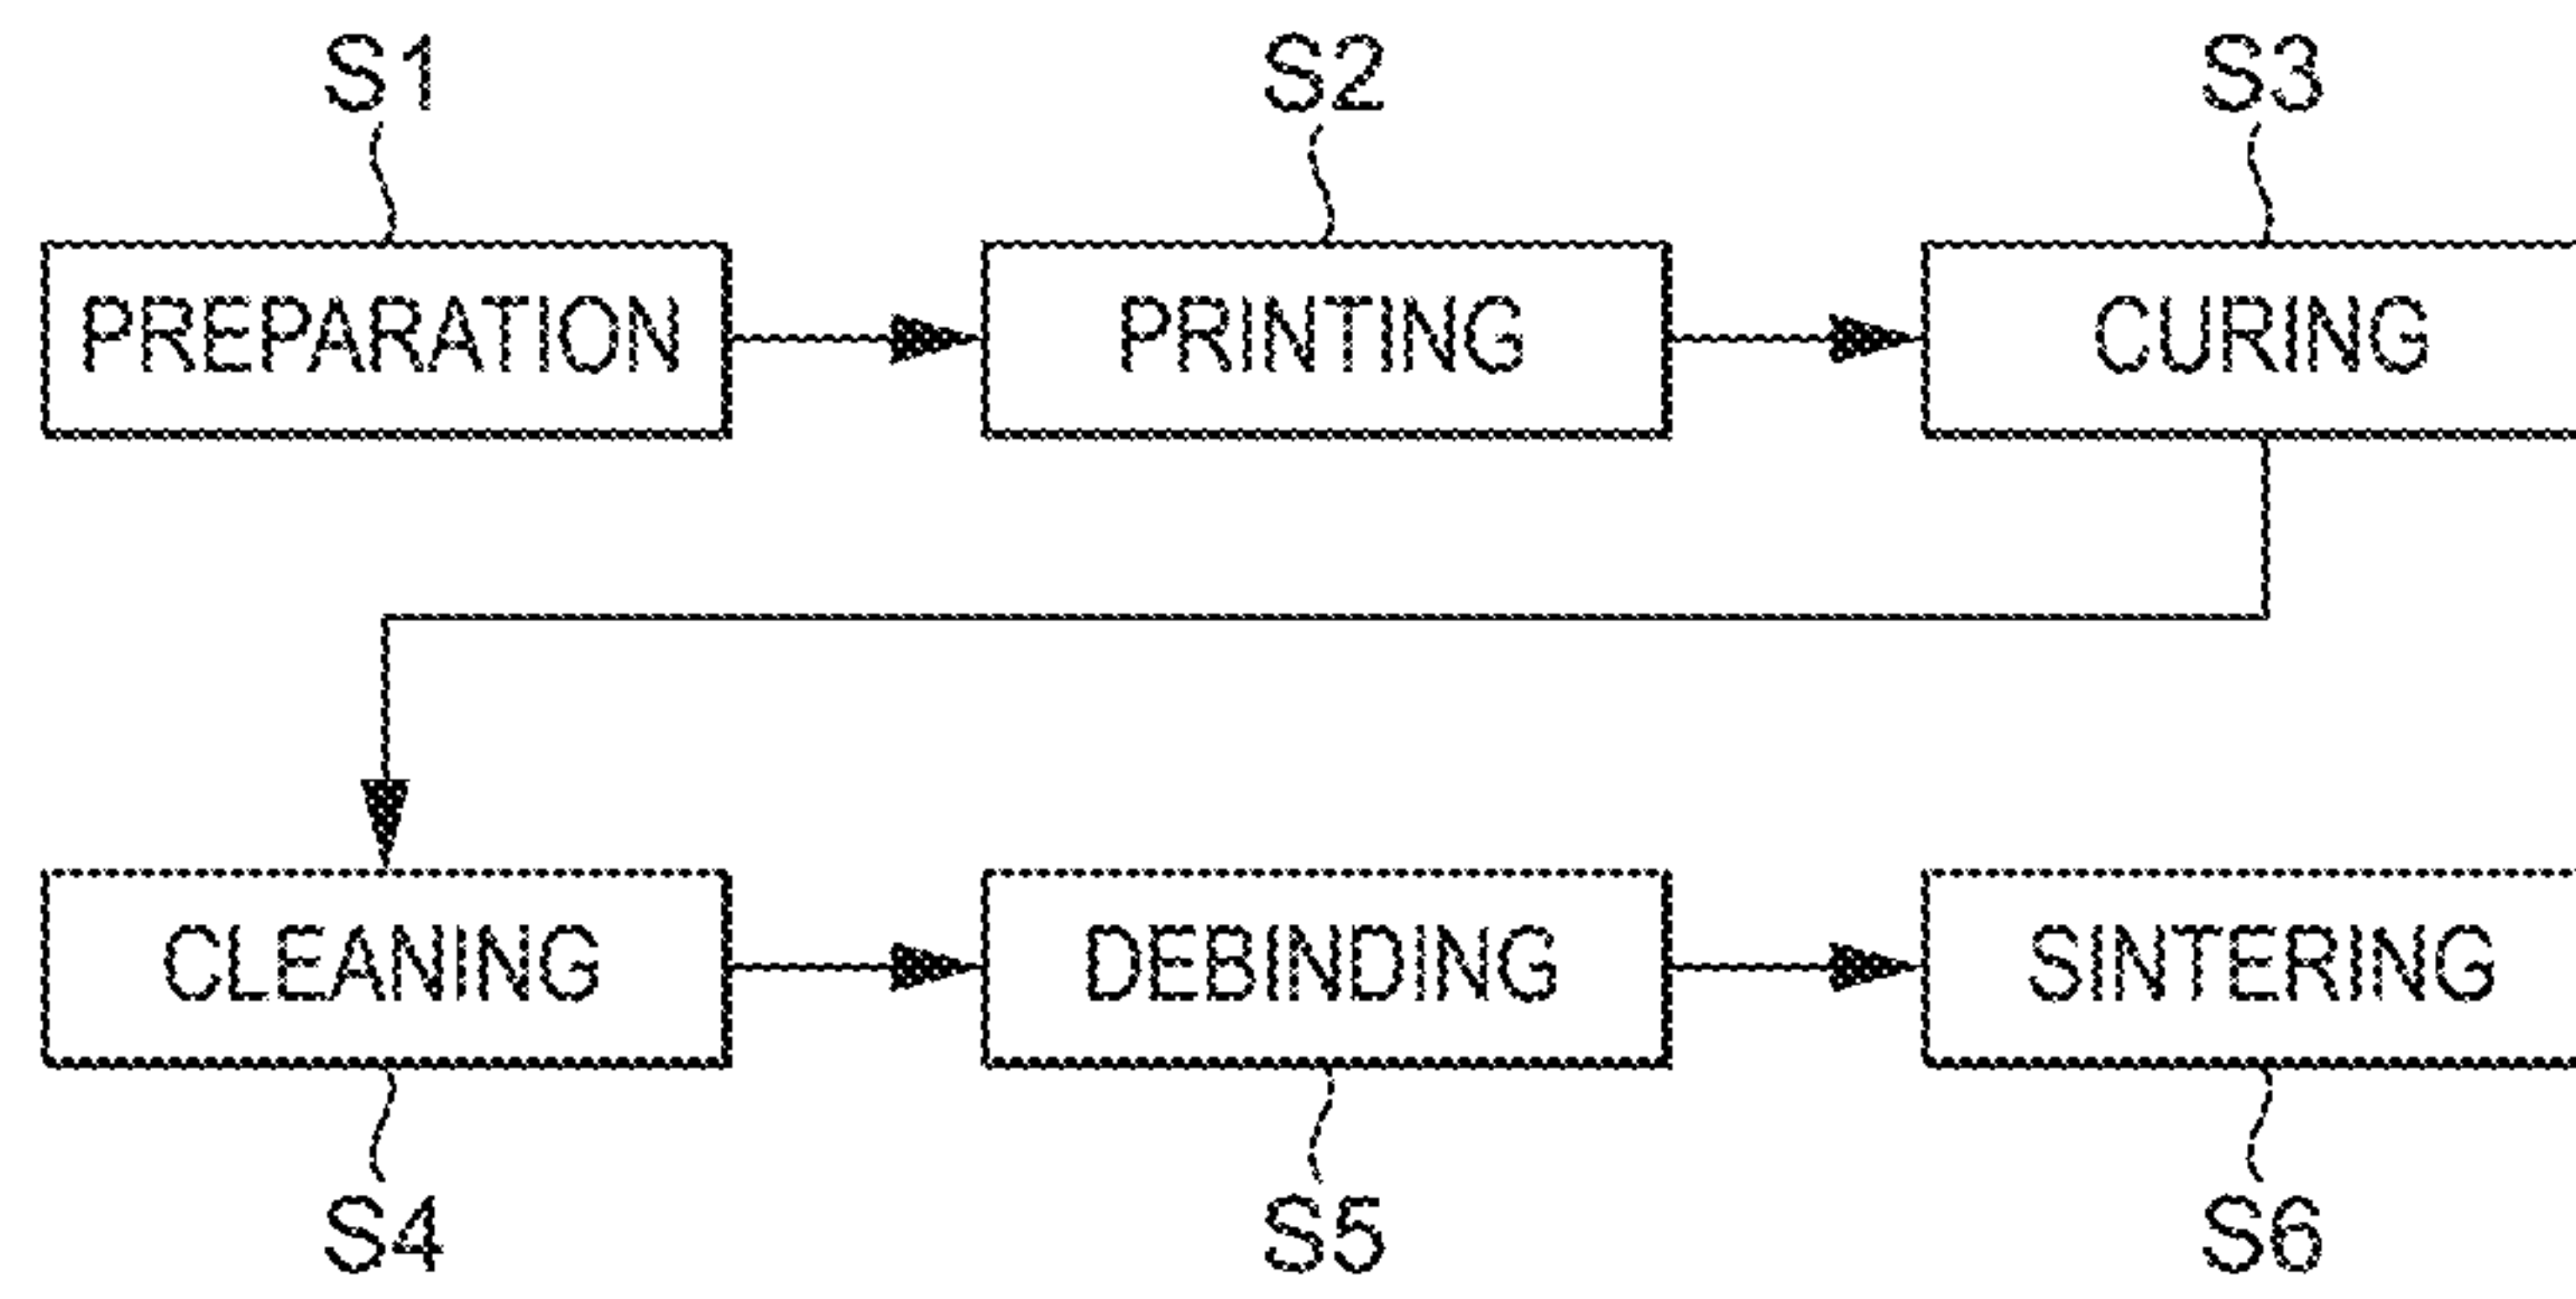 S1 S2 S3
PREPARATION PRINTING CURING
CLEANING DEBINDING SINTERING
S4 S5 S6